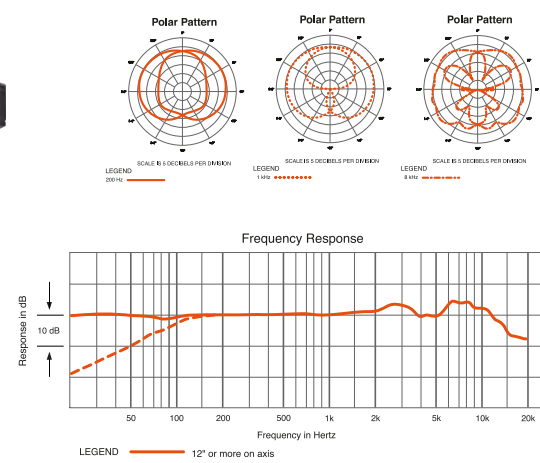 Polar Pattern
Polar Pattern
Polar Pattern
SCALE IS 5 DECIBELS PER DIVISION
SCALE IS 5 DECIBELS PER DIVISION
SCALE IS 5 DECIBELS PER DIVISION
LEGEND
200 Hz
LEGEND
1 kHz
LEGEND
8 kHz
Frequency Response
Response in dB
10 dB
50 100 200 500 1k 2k 5k 10k 20k
Frequency in Hertz
LEGEND 12" or more on axis